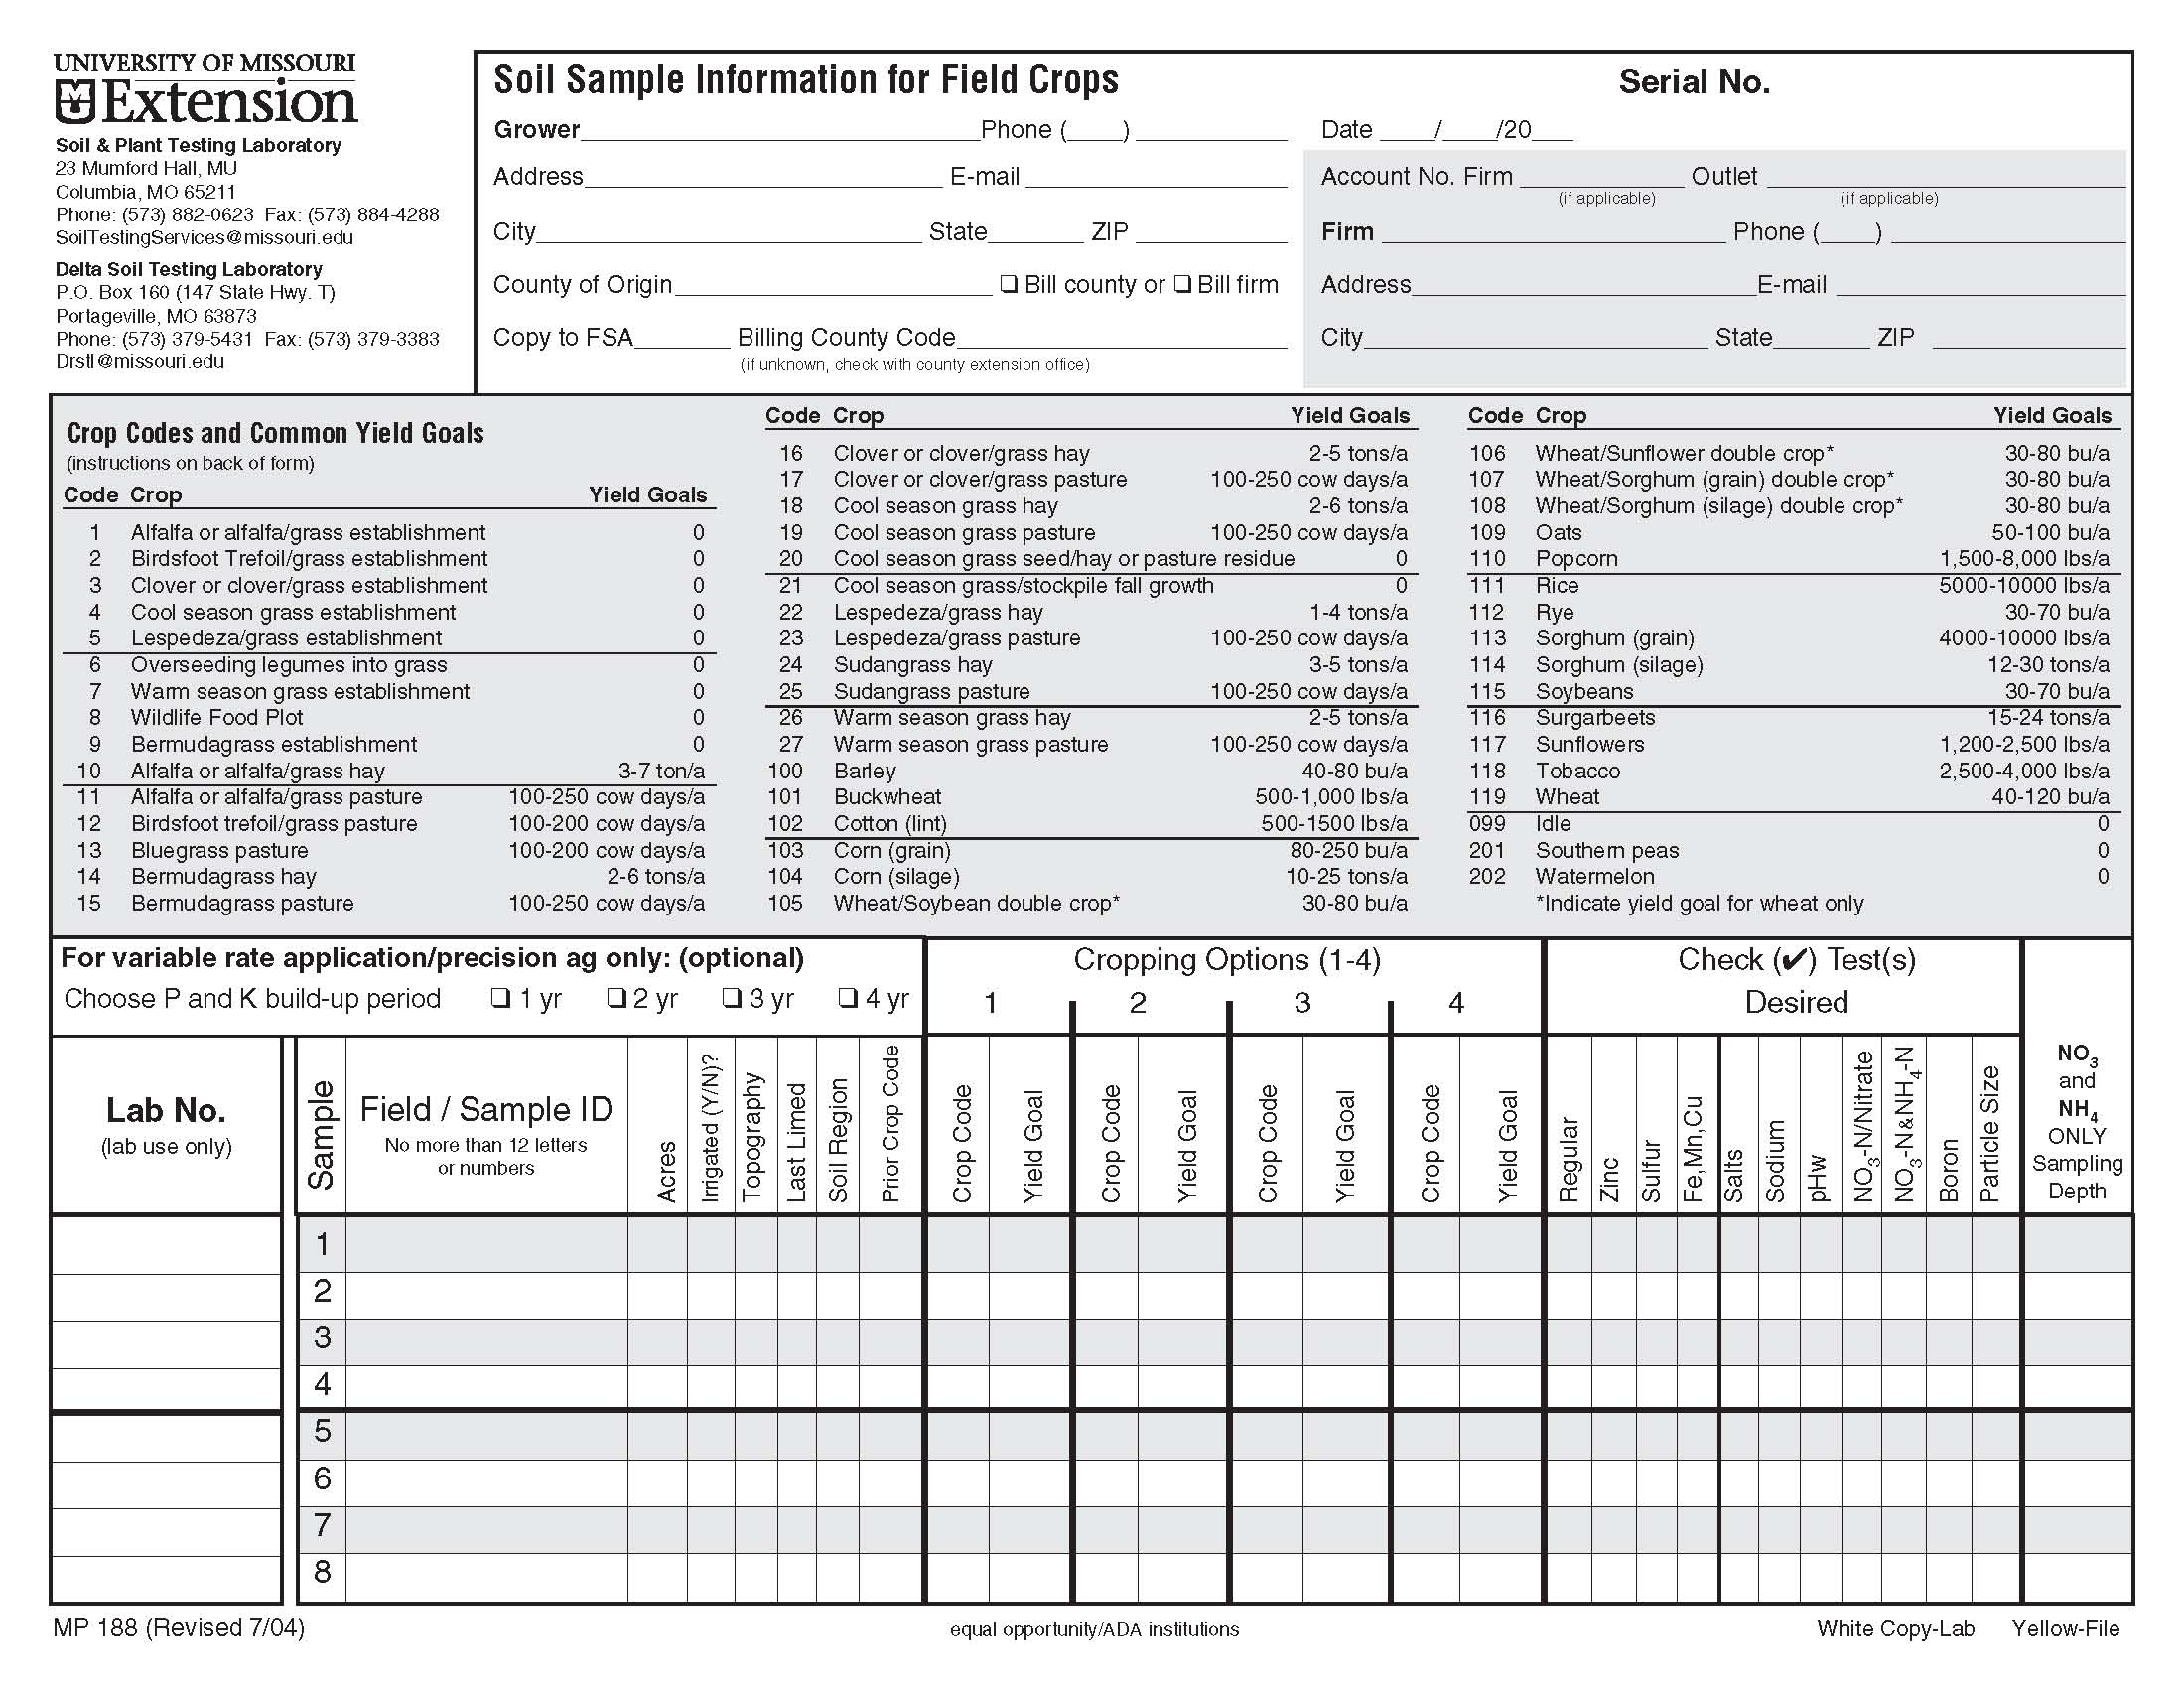 UNIVERSITY OF MISSOURI
Extension
Soil & Plant Testing Laboratory
23 Mumford Hall, MU
Columbia, MO 65211
Phone: (573) 882-0623 Fax: (573) 884-4288
SoilTestingServices@missouri.edu
Delta Soil Testing Laboratory
P.O. Box 160 (147 State Hwy. T)
Portageville, MO 63873
Phone: (573) 379-5431 Fax: (573) 379-3383
Drstl@missouri.edu
Soil Sample Information for Field Crops
Serial No.
Grower Phone ( )
Date / /20
Address E-mail
City State ZIP
County of Origin ❑ Bill county or ❑ Bill firm
Copy to FSA Billing County Code
(if unknown, check with county extension office)
Account No. Firm Outlet
(if applicable) (if applicable)
Firm Phone ( )
Address E-mail
City State ZIP
Crop Codes and Common Yield Goals
(instructions on back of form)
Code Crop Yield Goals
1 Alfalfa or alfalfa/grass establishment 0
2 Birdsfoot Trefoil/grass establishment 0
3 Clover or clover/grass establishment 0
4 Cool season grass establishment 0
5 Lespedeza/grass establishment 0
6 Overseeding legumes into grass 0
7 Warm season grass establishment 0
8 Wildlife Food Plot 0
9 Bermudagrass establishment 0
10 Alfalfa or alfalfa/grass hay 3-7 ton/a
11 Alfalfa or alfalfa/grass pasture 100-250 cow days/a
12 Birdsfoot trefoil/grass pasture 100-200 cow days/a
13 Bluegrass pasture 100-200 cow days/a
14 Bermudagrass hay 2-6 tons/a
15 Bermudagrass pasture 100-250 cow days/a
Code Crop Yield Goals
16 Clover or clover/grass hay 2-5 tons/a
17 Clover or clover/grass pasture 100-250 cow days/a
18 Cool season grass hay 2-6 tons/a
19 Cool season grass pasture 100-250 cow days/a
20 Cool season grass seed/hay or pasture residue 0
21 Cool season grass/stockpile fall growth 0
22 Lespedeza/grass hay 1-4 tons/a
23 Lespedeza/grass pasture 100-250 cow days/a
24 Sudangrass hay 3-5 tons/a
25 Sudangrass pasture 100-250 cow days/a
26 Warm season grass hay 2-5 tons/a
27 Warm season grass pasture 100-250 cow days/a
100 Barley 40-80 bu/a
101 Buckwheat 500-1,000 lbs/a
102 Cotton (lint) 500-1500 lbs/a
103 Corn (grain) 80-250 bu/a
104 Corn (silage) 10-25 tons/a
105 Wheat/Soybean double crop* 30-80 bu/a
Code Crop Yield Goals
106 Wheat/Sunflower double crop* 30-80 bu/a
107 Wheat/Sorghum (grain) double crop* 30-80 bu/a
108 Wheat/Sorghum (silage) double crop* 30-80 bu/a
109 Oats 50-100 bu/a
110 Popcorn 1,500-8,000 lbs/a
111 Rice 5000-10000 lbs/a
112 Rye 30-70 bu/a
113 Sorghum (grain) 4000-10000 lbs/a
114 Sorghum (silage) 12-30 tons/a
115 Soybeans 30-70 bu/a
116 Surgarbeets 15-24 tons/a
117 Sunflowers 1,200-2,500 lbs/a
118 Tobacco 2,500-4,000 lbs/a
119 Wheat 40-120 bu/a
099 Idle 0
201 Southern peas 0
202 Watermelon 0
*Indicate yield goal for wheat only
For variable rate application/precision ag only: (optional)
Choose P and K build-up period ❑ 1 yr ❑ 2 yr ❑ 3 yr ❑ 4 yr
Cropping Options (1-4)
1 2 3 4
Check (✔) Test(s)
Desired
Lab No.
(lab use only)
Sample
Field / Sample ID
No more than 12 letters
or numbers
Acres
Irrigated (Y/N)?
Topography
Last Limed
Soil Region
Prior Crop Code
Crop Code
Yield Goal
Crop Code
Yield Goal
Crop Code
Yield Goal
Crop Code
Yield Goal
Regular
Zinc
Sulfur
Fe,Mn,Cu
Salts
Sodium
pHw
NO3-N/Nitrate
NO3-N&NH4-N
Boron
Particle Size
NO3
and
NH4
ONLY
Sampling
Depth
1
2
3
4
5
6
7
8
MP 188 (Revised 7/04)
equal opportunity/ADA institutions
White Copy-Lab Yellow-File